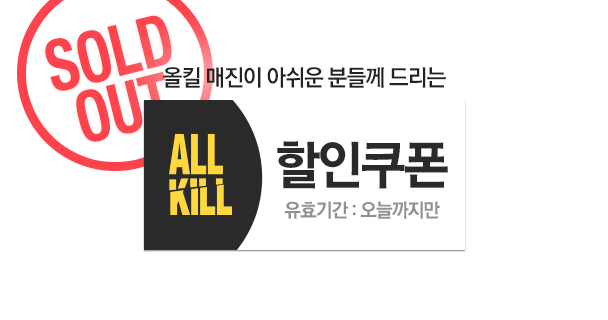 SOLD
OUT
올킬 매진이 아쉬운 분들께 드리는
ALL
KILL
할인쿠폰
유효기간 : 오늘까지만